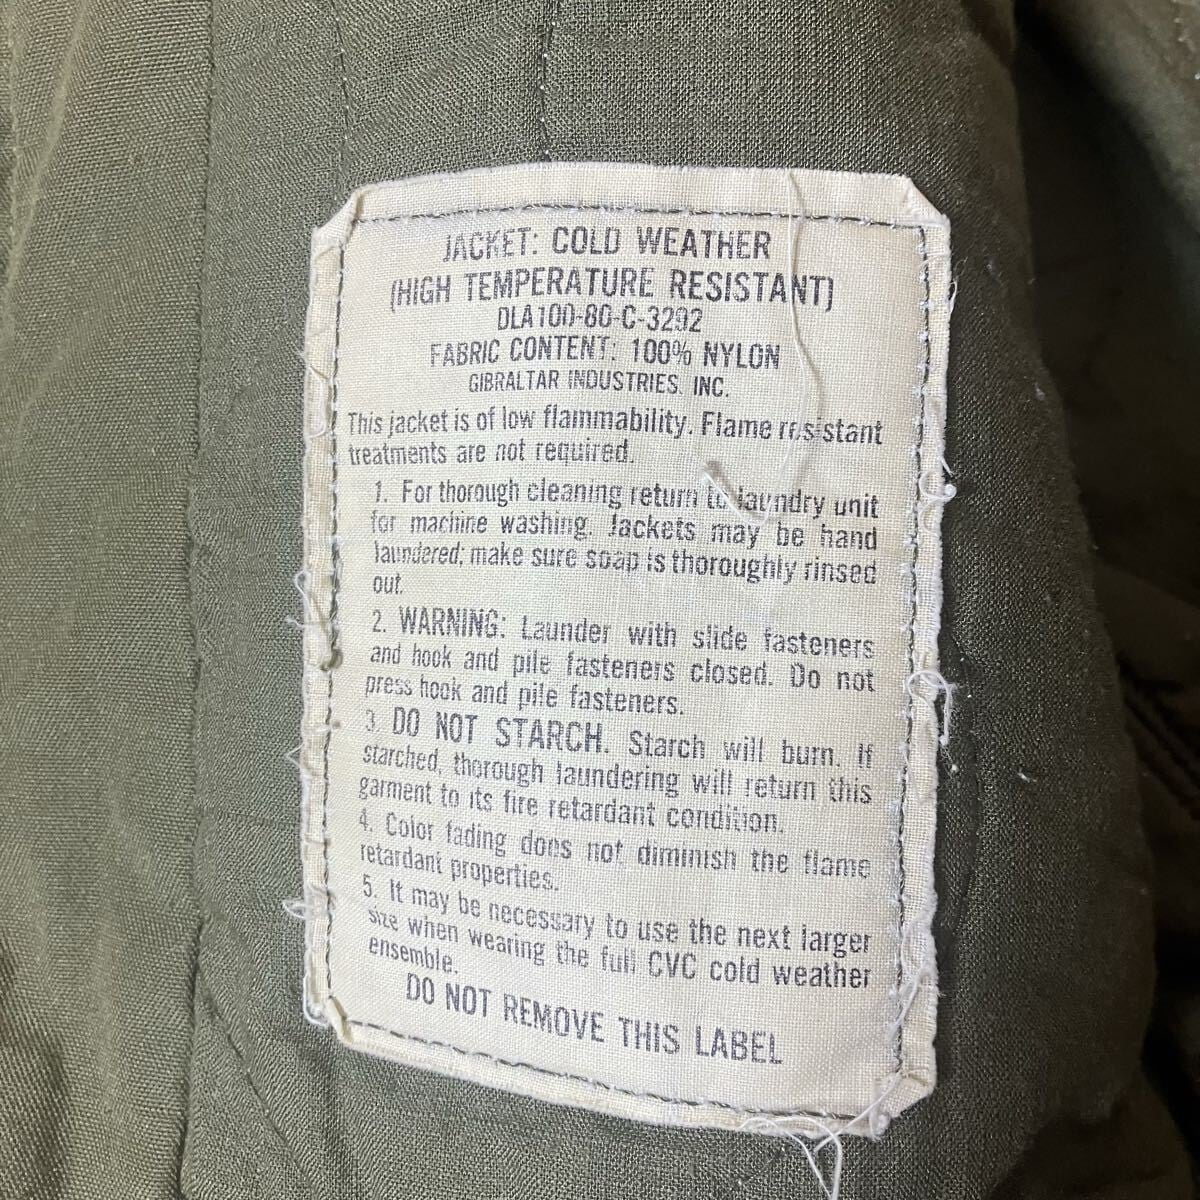 JACKET: COLD WEATHER
(HIGH TEMPERATURE RESISTANT)
DLA100-80-C-3292
FABRIC CONTENT: 100% NYLON
GIBRALTAR INDUSTRIES, INC.
This jacket is of low flammability. Flame resistant
treatments are not required.
1. For thorough cleaning return to laundry unit
for machine washing. Jackets may be hand
laundered; make sure soap is thoroughly rinsed
out.
2. WARNING: Launder with slide fasteners
and hook and pile fasteners closed. Do not
press hook and pile fasteners.
3. DO NOT STARCH. Starch will burn. If
starched, thorough laundering will return this
garment to its fire retardant condition.
4. Color fading does not diminish the flame
retardant properties.
5. It may be necessary to use the next larger
size when wearing the full CVC cold weather
ensemble.
DO NOT REMOVE THIS LABEL